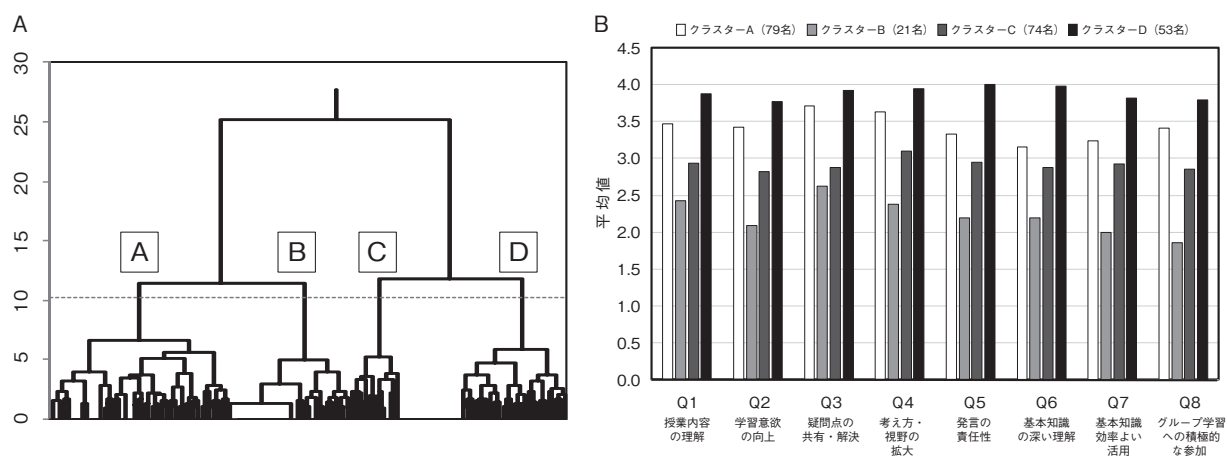 A
30
25
20
15
10
5
0
A
B
C
D
B
クラスターA（79名） クラスターB（21名） クラスターC（74名） クラスターD（53名）
平均値
4.5
4.0
3.5
3.0
2.5
2.0
1.5
1.0
0.0
Q1 Q2 Q3 Q4 Q5 Q6 Q7 Q8
授業内容
の理解
学習意欲
の向上
疑問点の
共有・解決
考え方・
視野の
拡大
発言の
責任性
基本知識
の深い理解
基本知識
効率よい
活用
グループ学習
への積極的
な参加